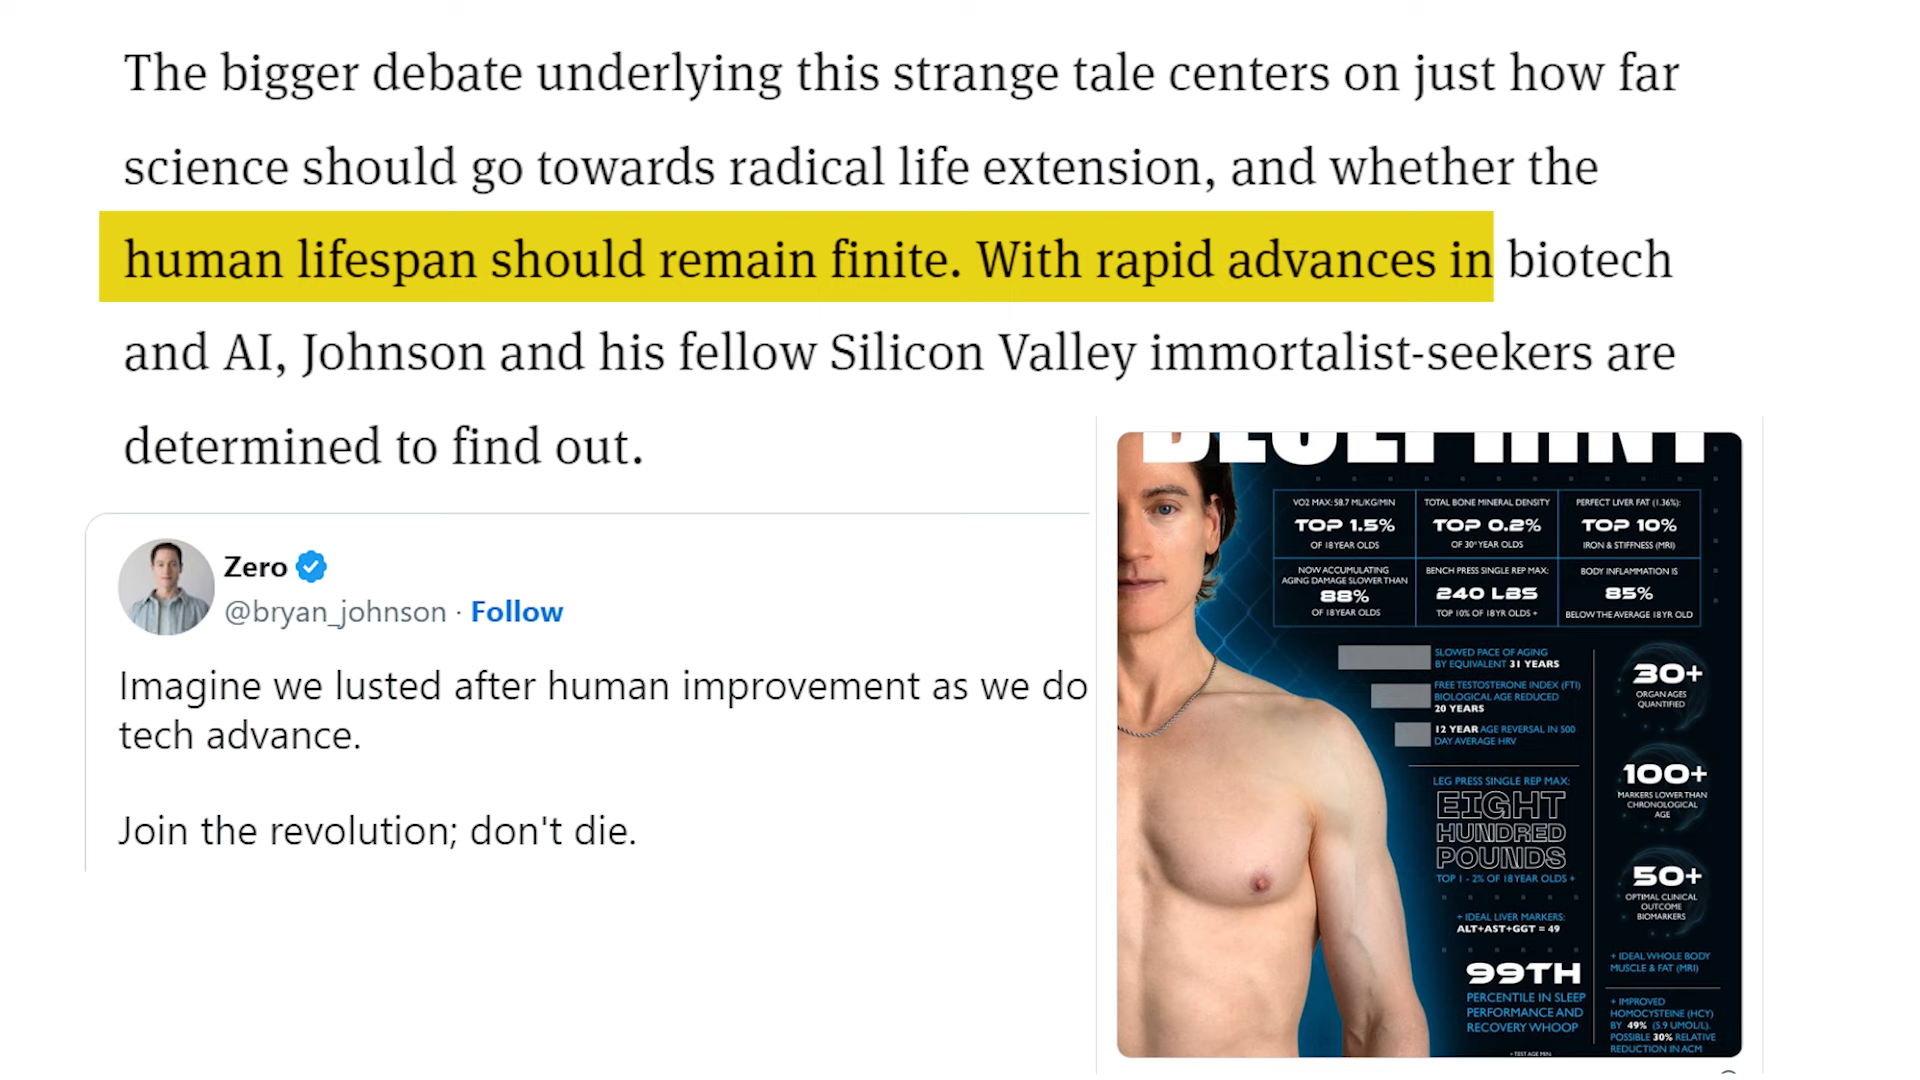 The bigger debate underlying this strange tale centers on just how far
science should go towards radical life extension, and whether the
human lifespan should remain finite. With rapid advances in biotech
and AI, Johnson and his fellow Silicon Valley immortalist-seekers are
determined to find out.
Zero
@bryan_johnson · Follow
Imagine we lusted after human improvement as we do
tech advance.
Join the revolution; don't die.
BLUEPRINT
VO2 MAX: 58.7 ML/KG/MIN
TOP 1.5%
OF 18 YEAR OLDS
TOTAL BONE MINERAL DENSITY
TOP 0.2%
OF 30* YEAR OLDS
PERFECT LIVER FAT (1.36%):
TOP 10%
IRON & STIFFNESS (MRI)
NOW ACCUMULATING
AGING DAMAGE SLOWER THAN
88%
OF 18 YEAR OLDS
BENCH PRESS SINGLE REP MAX:
240 LBS
TOP 10% OF 18YR OLDS +
BODY INFLAMMATION IS
85%
BELOW THE AVERAGE 18YR OLD
SLOWED PACE OF AGING
BY EQUIVALENT 31 YEARS
FREE TESTOSTERONE INDEX (FTI)
BIOLOGICAL AGE REDUCED
20 YEARS
12 YEAR AGE REVERSAL IN 500
DAY AVERAGE HRV
LEG PRESS SINGLE REP MAX:
EIGHT
HUNDRED
POUNDS
TOP 1 - 2% OF 18 YEAR OLDS +
+ IDEAL LIVER MARKERS:
ALT+AST+GGT = 49
99TH
PERCENTILE IN SLEEP
PERFORMANCE AND
RECOVERY WHOOP
30+
ORGAN AGES
QUANTIFIED
100+
MARKERS LOWER THAN
CHRONOLOGICAL
AGE
50+
OPTIMAL CLINICAL
OUTCOME
BIOMARKERS
+ IDEAL WHOLE BODY
MUSCLE & FAT (MRI)
+ IMPROVED
HOMOCYSTEINE (HCY)
BY 49% (5.9 UMOL/L).
POSSIBLE 30% RELATIVE
REDUCTION IN ACM